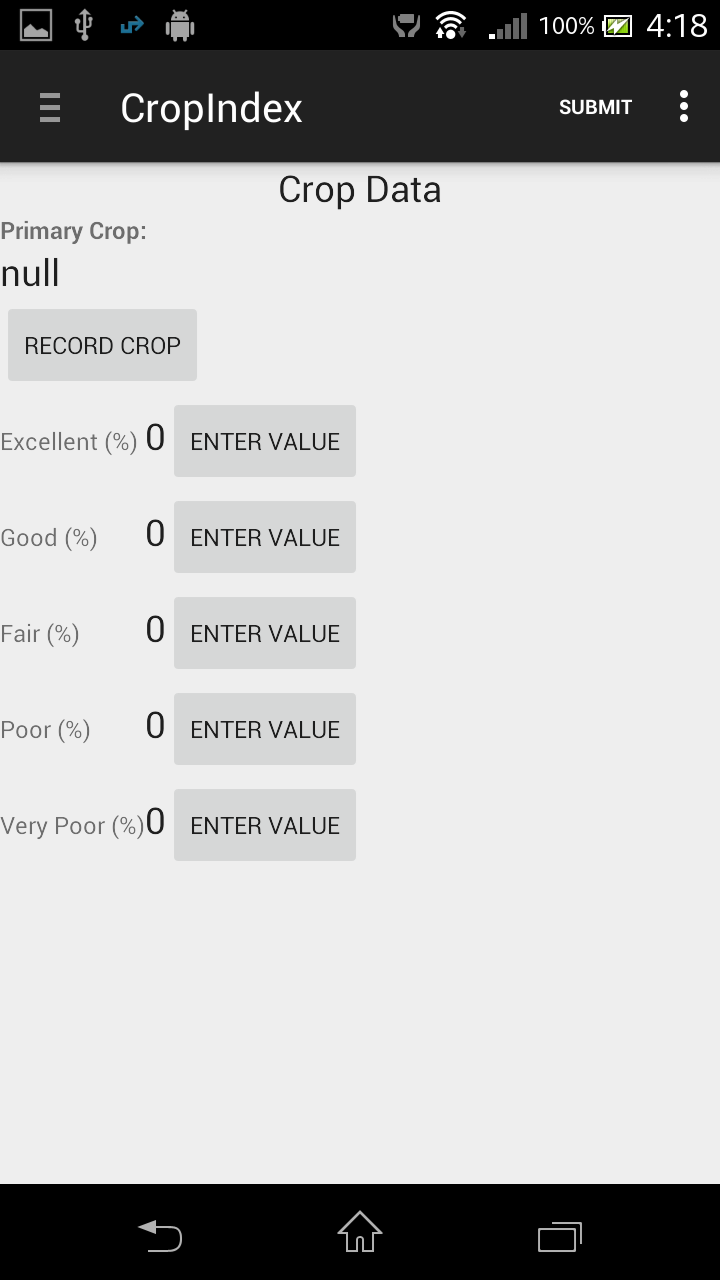 100% 4:18
CropIndex SUBMIT
Crop Data
Primary Crop:
null
RECORD CROP
Excellent (%) 0 ENTER VALUE
Good (%) 0 ENTER VALUE
Fair (%) 0 ENTER VALUE
Poor (%) 0 ENTER VALUE
Very Poor (%) 0 ENTER VALUE